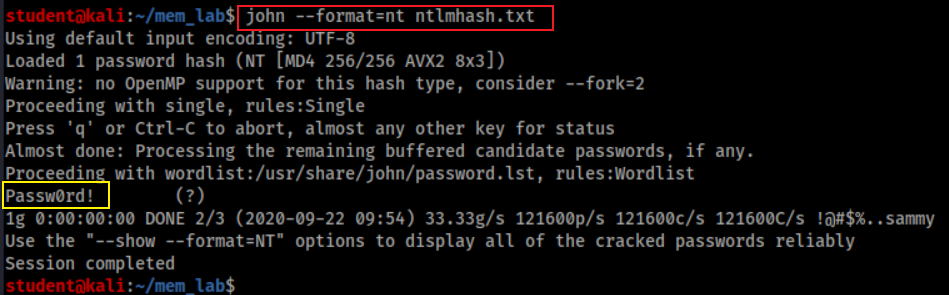 student@kali:~/mem_lab$ john --format=nt ntlmhash.txt
Using default input encoding: UTF-8
Loaded 1 password hash (NT [MD4 256/256 AVX2 8x3])
Warning: no OpenMP support for this hash type, consider --fork=2
Proceeding with single, rules:Single
Press 'q' or Ctrl-C to abort, almost any other key for status
Almost done: Processing the remaining buffered candidate passwords, if any.
Proceeding with wordlist:/usr/share/john/password.lst, rules:Wordlist
Passw0rd!        (?)
1g 0:00:00:00 DONE 2/3 (2020-09-22 09:54) 33.33g/s 121600p/s 121600c/s 121600C/s !@#$%..sammy
Use the "--show --format=NT" options to display all of the cracked passwords reliably
Session completed
student@kali:~/mem_lab$